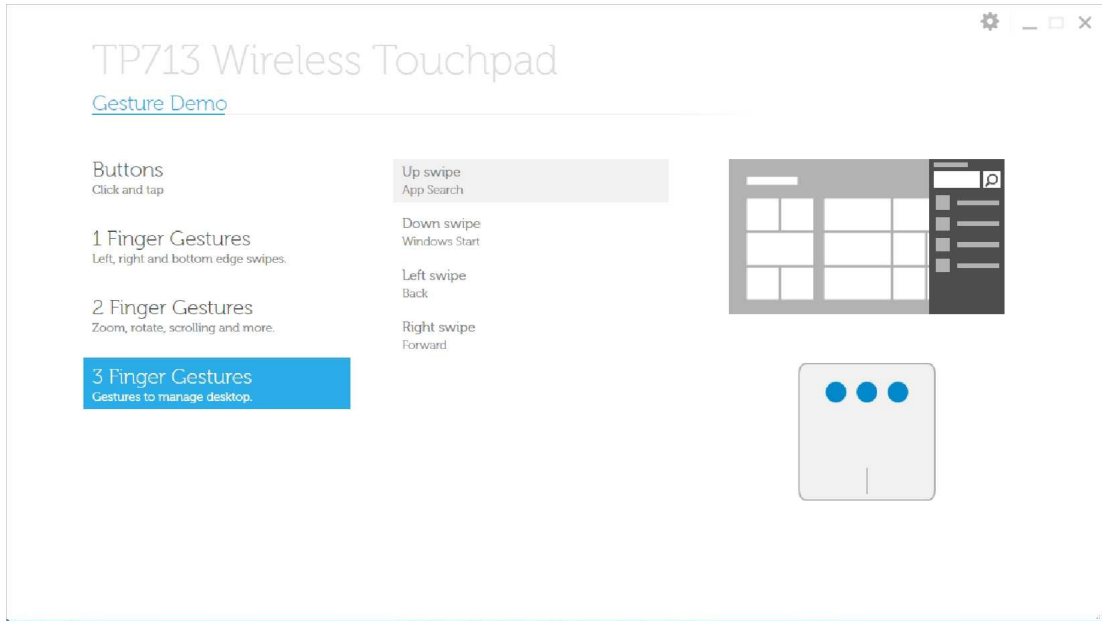 TP713 Wireless Touchpad
Gesture Demo
Buttons
Click and tap
1 Finger Gestures
Left, right and bottom edge swipes.
2 Finger Gestures
Zoom, rotate, scrolling and more.
3 Finger Gestures
Gestures to manage desktop.
Up swipe
App Search
Down swipe
Windows Start
Left swipe
Back
Right swipe
Forward